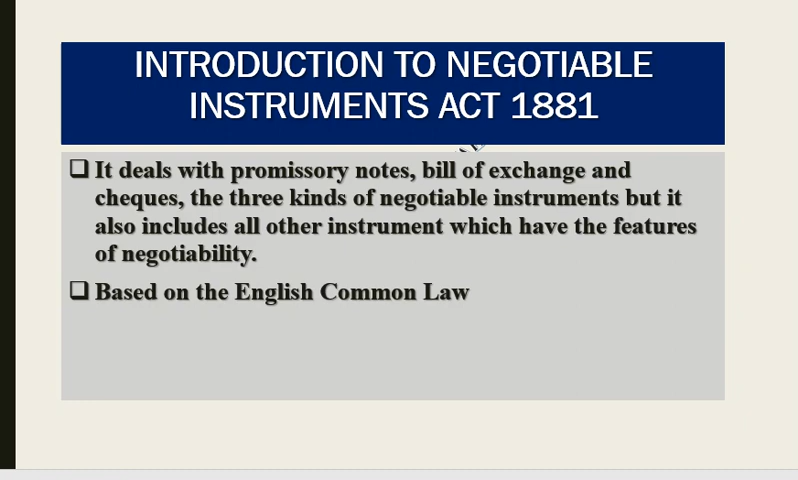 INTRODUCTION TO NEGOTIABLE
INSTRUMENTS ACT 1881
It deals with promissory notes, bill of exchange and
cheques, the three kinds of negotiable instruments but it
also includes all other instrument which have the features
of negotiability.
Based on the English Common Law